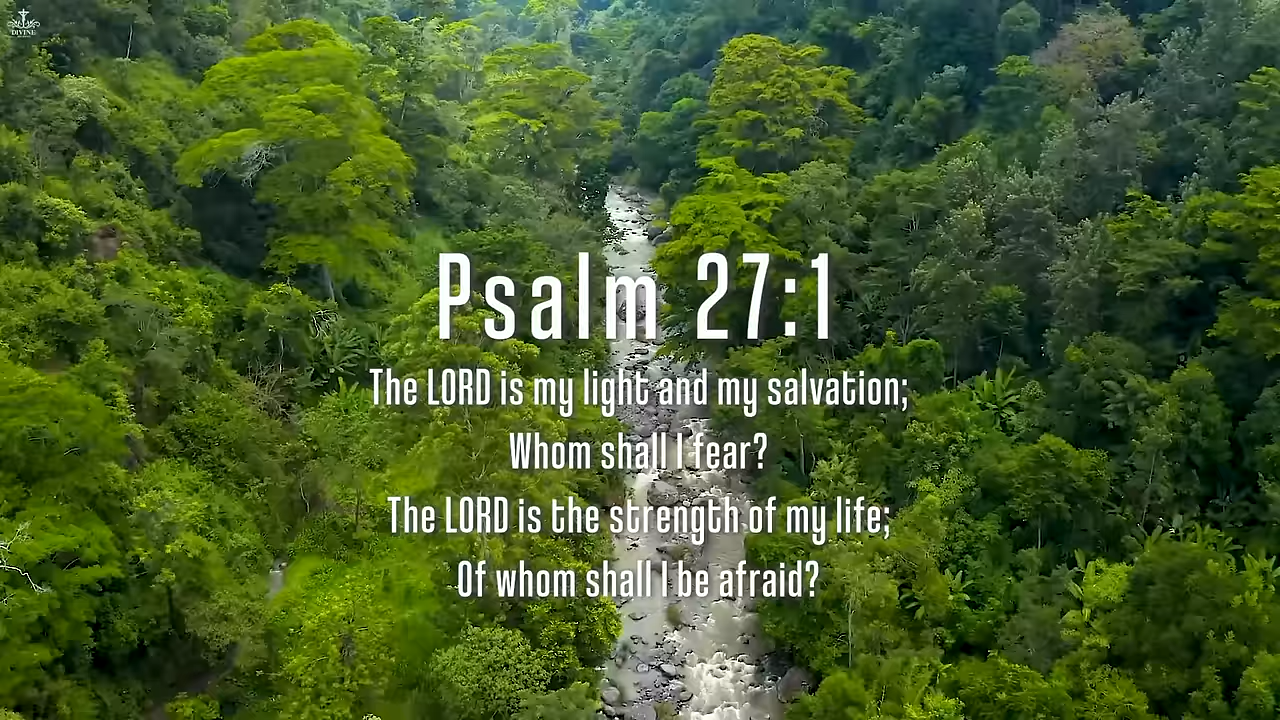 DIVINE
Psalm 27:1
The LORD is my light and my salvation;
Whom shall I fear?
The LORD is the strength of my life;
Of whom shall I be afraid?